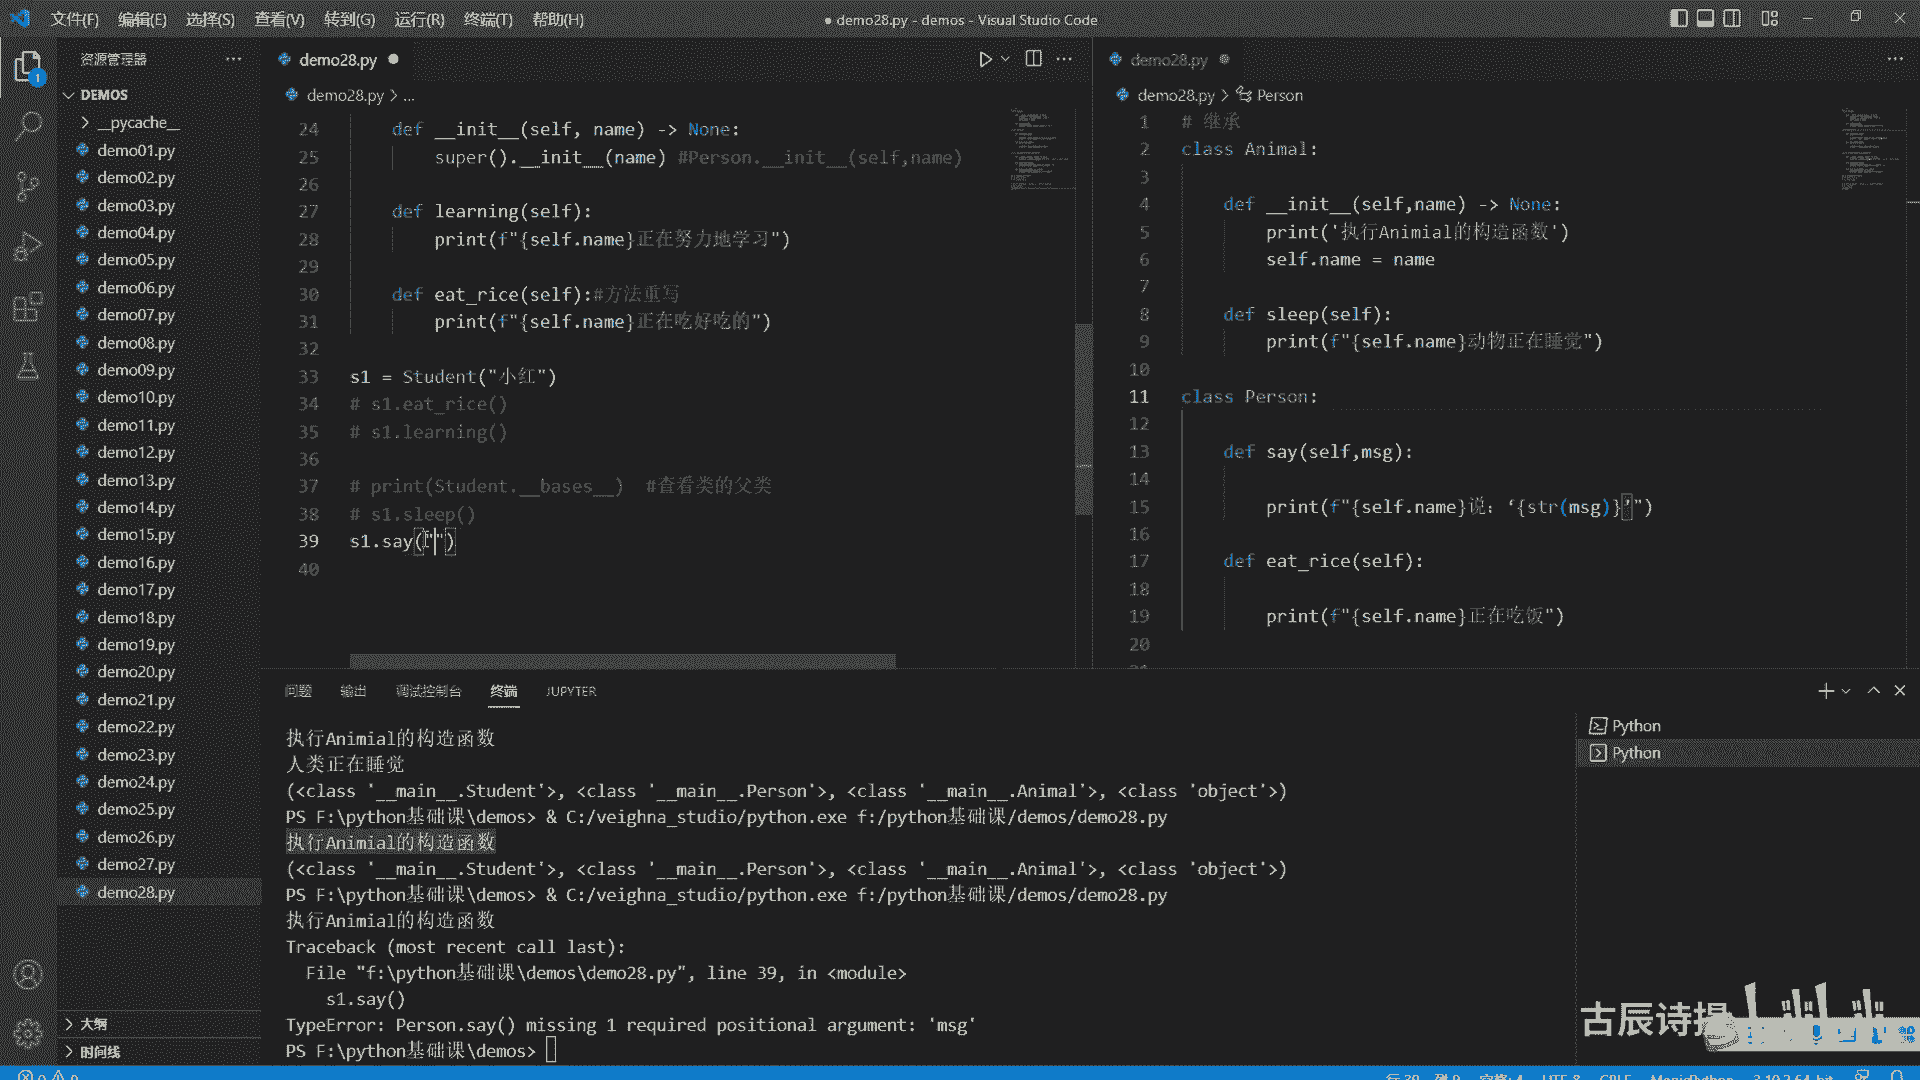 文件(F) 编辑(E) 选择(S) 查看(V) 转到(G) 运行(R) 终端(T) 帮助(H)
● demo28.py - demos - Visual Studio Code
资源管理器
1
DEMOS
__pycache__
demo01.py
demo02.py
demo03.py
demo04.py
demo05.py
demo06.py
demo07.py
demo08.py
demo09.py
demo10.py
demo11.py
demo12.py
demo13.py
demo14.py
demo15.py
demo16.py
demo17.py
demo18.py
demo19.py
demo20.py
demo21.py
demo22.py
demo23.py
demo24.py
demo25.py
demo26.py
demo27.py
demo28.py
大纲
时间线
demo28.py ●
demo28.py > ...
24 def __init__(self, name) -> None:
25 super().__init__(name) #Person.__init__(self,name)
26
27 def learning(self):
28 print(f"{self.name}正在努力地学习")
29
30 def eat_rice(self):#方法重写
31 print(f"{self.name}正在吃好吃的")
32
33 s1 = Student("小红")
34 # s1.eat_rice()
35 # s1.learning()
36
37 # print(Student.__bases__) #查看类的父类
38 # s1.sleep()
39 s1.say("")
40
demo28.py ●
demo28.py > Person
1 # 继承
2 class Animal:
3
4 def __init__(self,name) -> None:
5 print('执行Animial的构造函数')
6 self.name = name
7
8 def sleep(self):
9 print(f"{self.name}动物正在睡觉")
10
11 class Person:
12
13 def say(self,msg):
14
15 print(f"{self.name}说：‘{str(msg)}’")
16
17 def eat_rice(self):
18
19 print(f"{self.name}正在吃饭")
20
问题 输出 调试控制台 终端 JUPYTER
执行Animial的构造函数
人类正在睡觉
(<class '__main__.Student'>, <class '__main__.Person'>, <class '__main__.Animal'>, <class 'object'>)
PS F:\python基础课\demos> & C:/veighna_studio/python.exe f:/python基础课/demos/demo28.py
执行Animial的构造函数
(<class '__main__.Student'>, <class '__main__.Person'>, <class '__main__.Animal'>, <class 'object'>)
PS F:\python基础课\demos> & C:/veighna_studio/python.exe f:/python基础课/demos/demo28.py
执行Animial的构造函数
Traceback (most recent call last):
File "f:\python基础课\demos\demo28.py", line 39, in <module>
s1.say()
TypeError: Person.say() missing 1 required positional argument: 'msg'
PS F:\python基础课\demos>
Python
Python
古辰诗